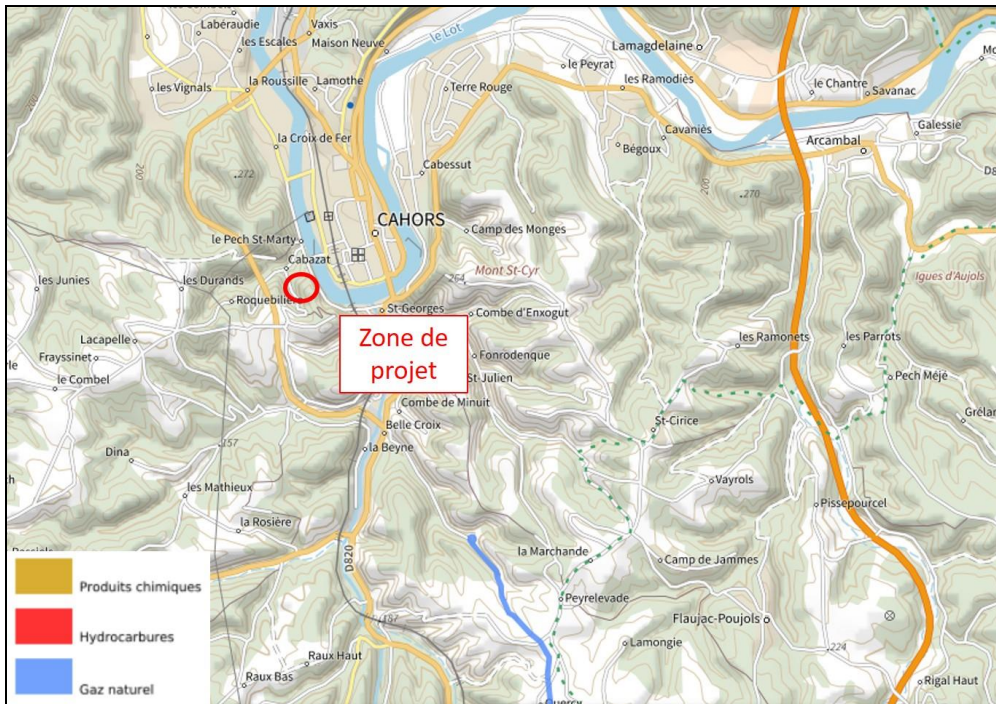 Labéraudie
Vaxis
les Escales
Maison Neuve
le Lot
Lamagdelaine
les Vignals
la Roussille
Lamothe
le Peyrat
Terre Rouge
les Ramodiès
le Chantre
Savanac
la Croix de Fer
Cavaniès
Galessie
Bégoux
Arcambal
200
272
Cabessut
200
270
le Pech St-Marty
CAHORS
Camp des Monges
Cabazat
264
Mont St-Cyr
Igues d'Aujols
les Junies
les Durands
St-Georges
Combe d'Enxogut
Lapacelle
Frayssinet
Zone de
projet
Fonrodenque
St-Julien
les Ramonets
les Parrots
le Combel
Pech Méjé
Combe de Minuit
Belle Croix
St-Cirice
157
la Beyne
Dina
les Mathieux
Vayrols
Pissepourcel
la Rosière
la Marchande
Camp de Jammes
D820
Produits chimiques
Peyrelevade
187
Flaujac-Poujols
Hydrocarbures
Lamongie
224
Raux Haut
Raux Bas
Rigal Haut
Gaz naturel